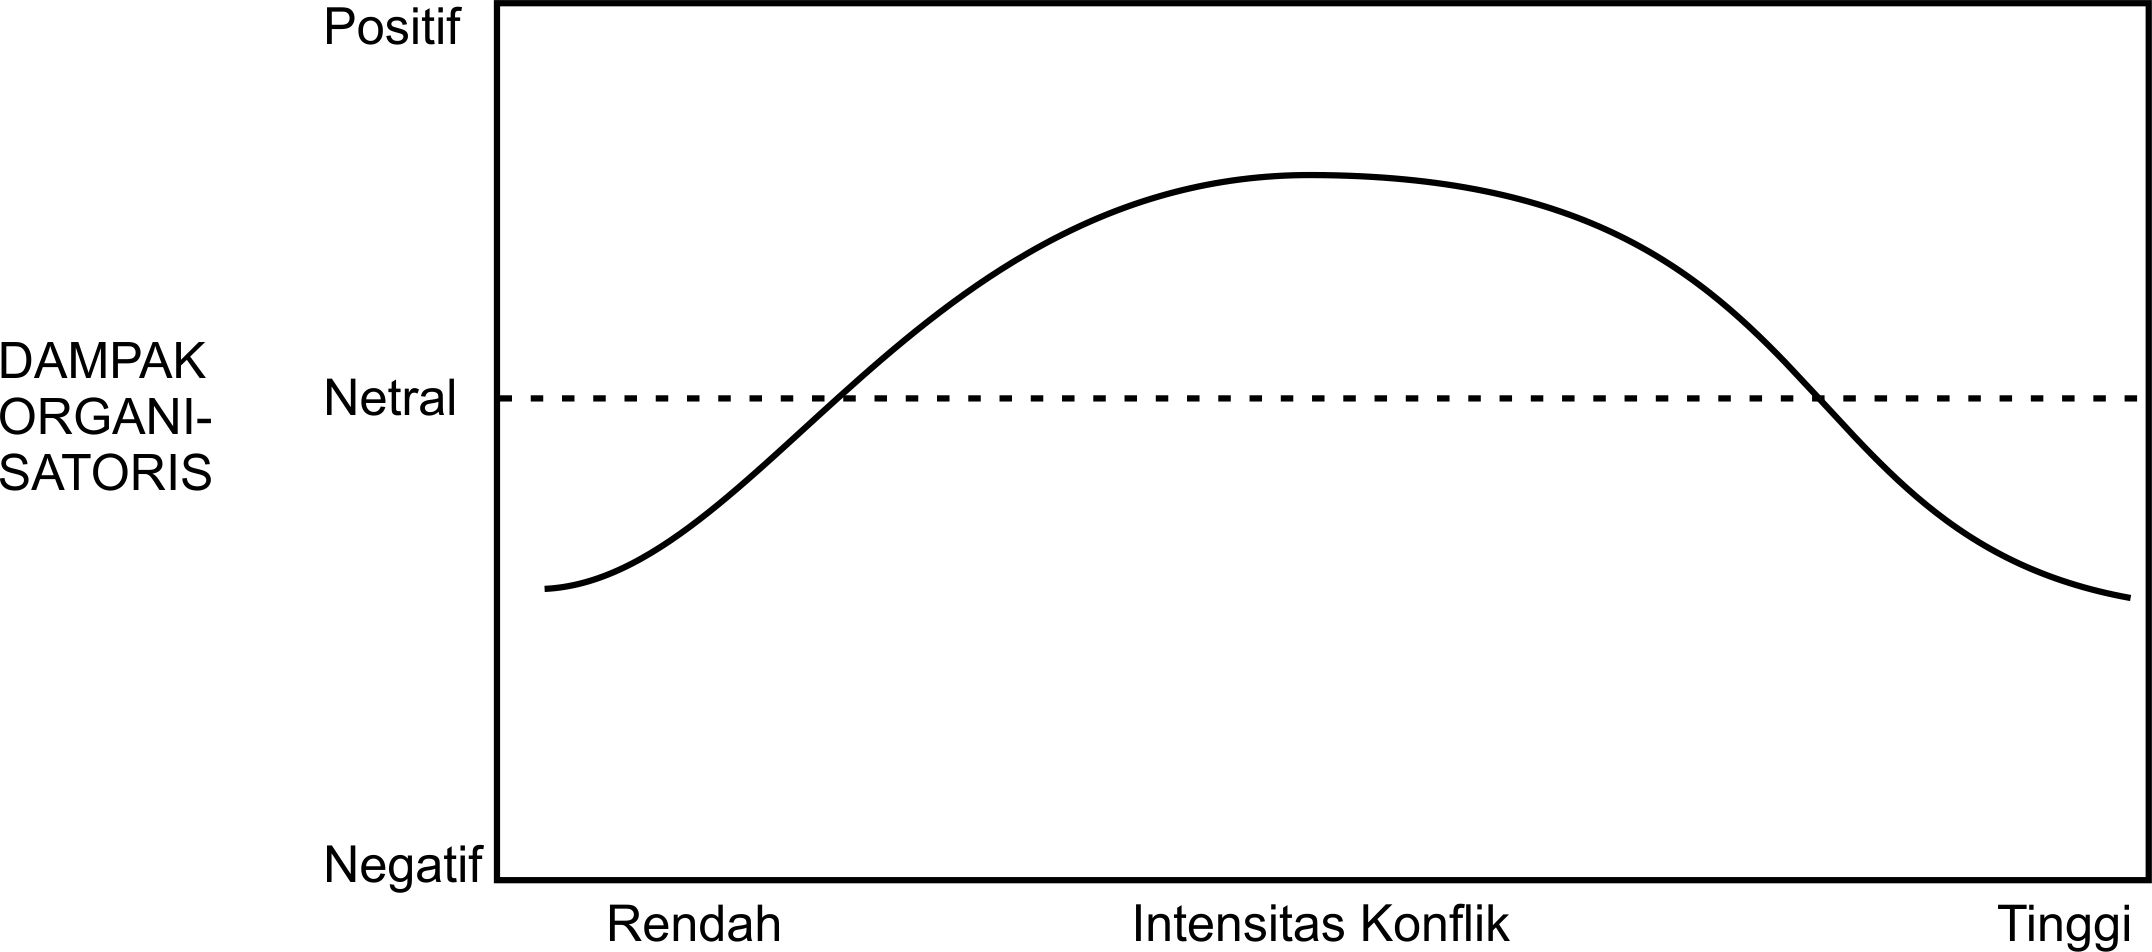 Positif
DAMPAK
ORGANI-
SATORIS
Netral
Negatif
Rendah
Intensitas Konflik
Tinggi